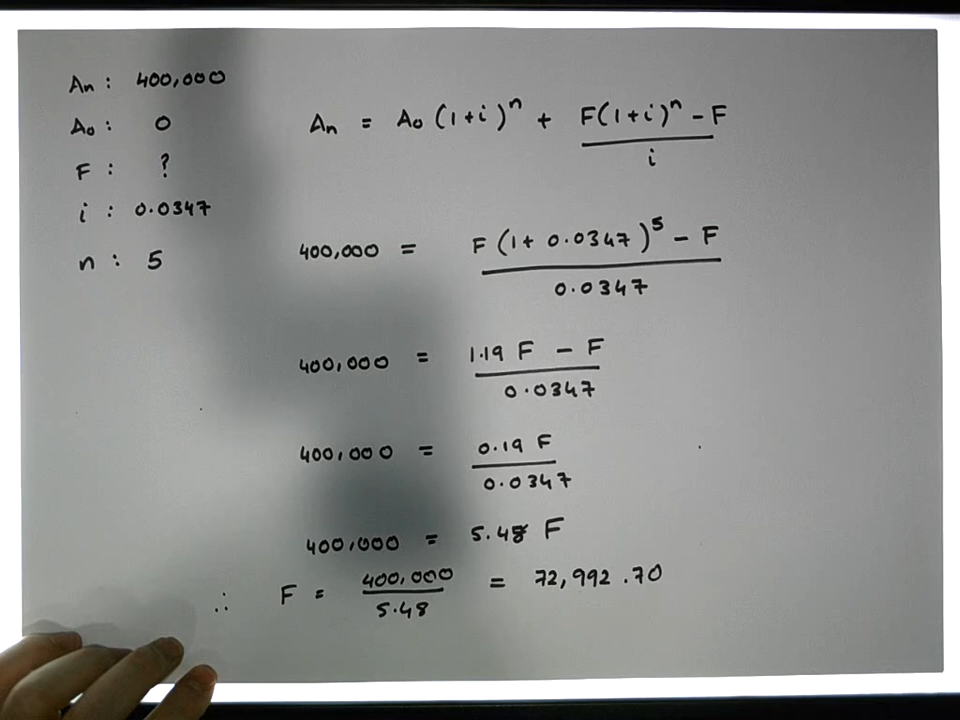 An : 400,000
A0 : 0
F : ?
i : 0.0347
n : 5
An = A0 (1+i)^n + F(1+i)^n - F / i
400,000 = F (1 + 0.0347)^5 - F / 0.0347
400,000 = 1.19 F - F / 0.0347
400,000 = 0.19 F / 0.0347
400,000 = 5.48 F
∴ F = 400,000 / 5.48 = 72,992.70